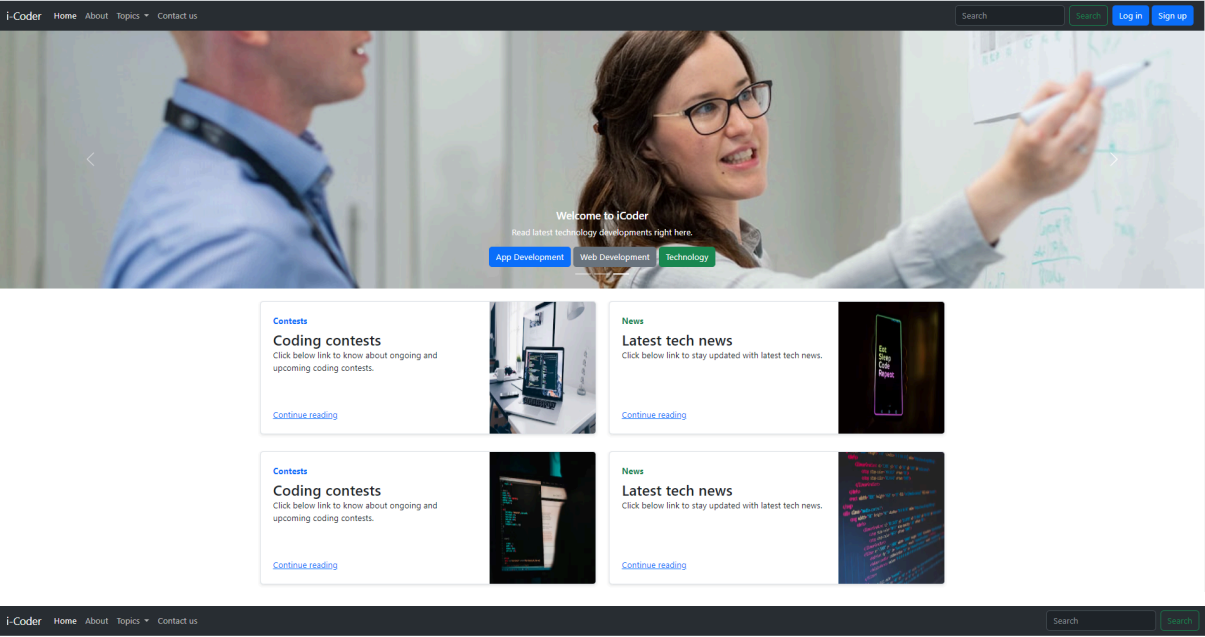 i-Coder Home About Topics Contact us Search Search Log in Sign up
Welcome to iCoder
Read latest technology developments right here.
App Development Web Development Technology
Contests
Coding contests
Click below link to know about ongoing and
upcoming coding contests.
Continue reading
News
Latest tech news
Click below link to stay updated with latest tech news.
Continue reading
Eat
Sleep
Code
Repeat
Contests
Coding contests
Click below link to know about ongoing and
upcoming coding contests.
Continue reading
News
Latest tech news
Click below link to stay updated with latest tech news.
Continue reading
i-Coder Home About Topics Contact us Search Search